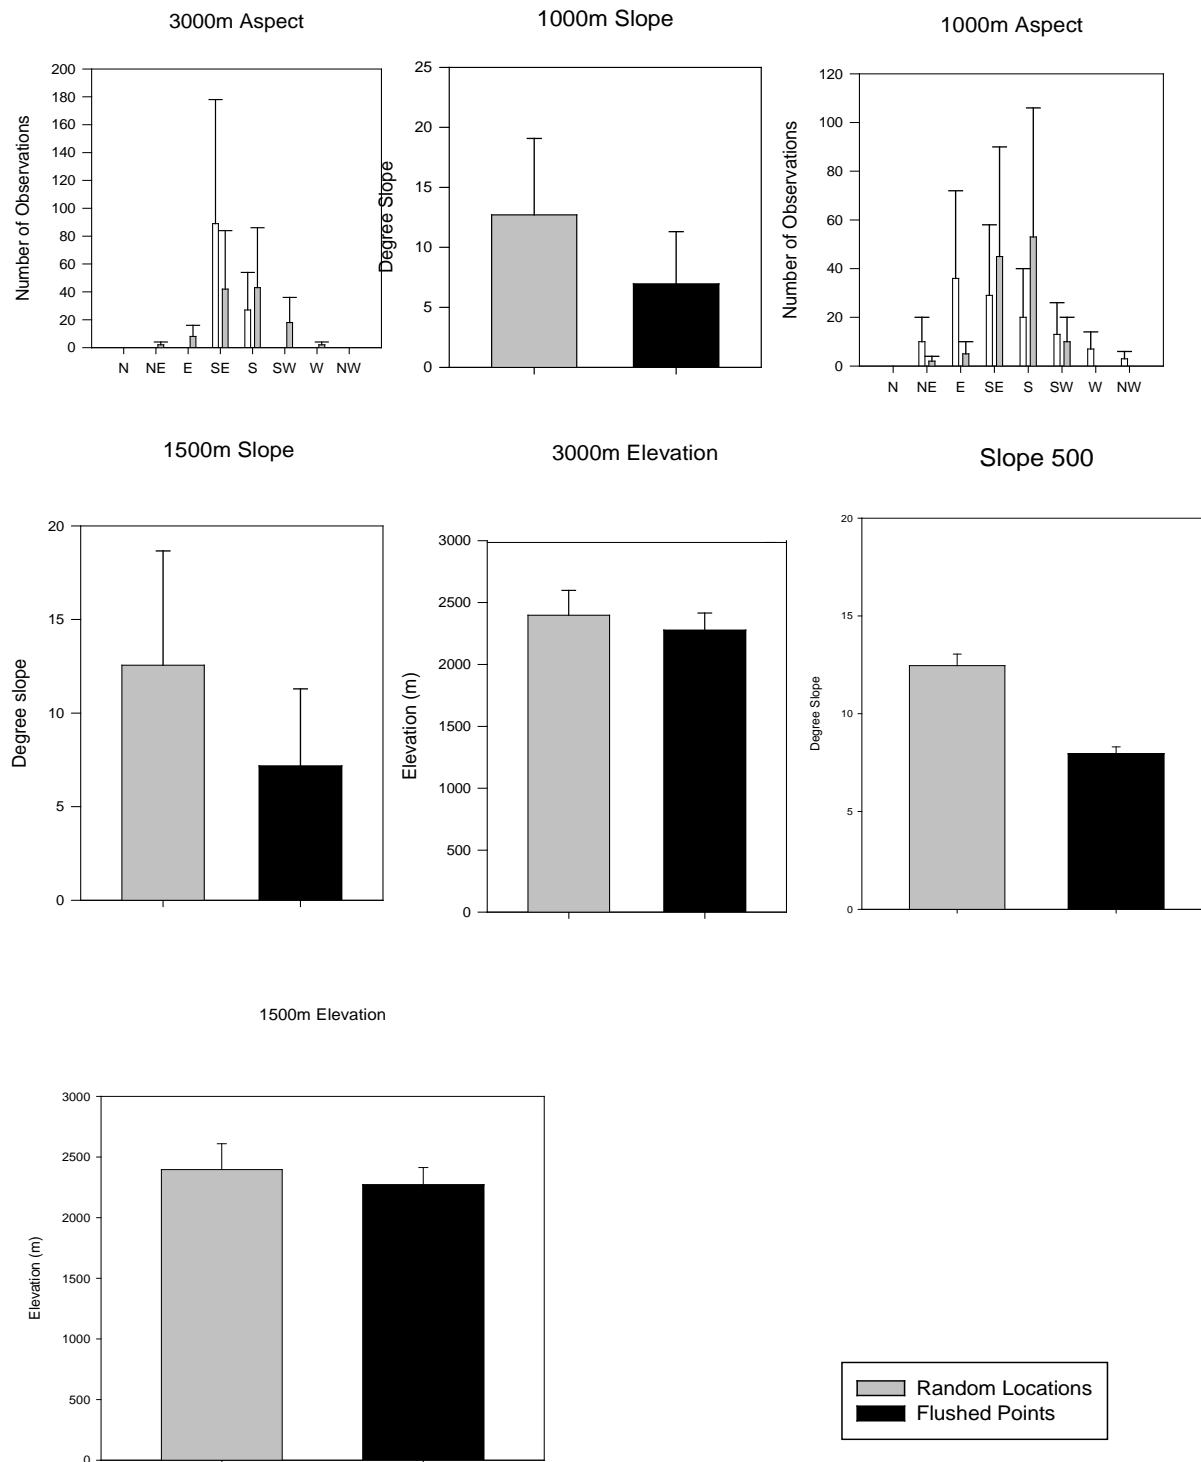 3000m Aspect
Number of Observations
200
180
160
140
120
100
80
60
40
20
0
N NE E SE S SW W NW
1000m Slope
Degree Slope
25
20
15
10
5
0
1000m Aspect
Number of Observations
120
100
80
60
40
20
0
N NE E SE S SW W NW
1500m Slope
Degree slope
20
15
10
5
0
3000m Elevation
Elevation (m)
3000
2500
2000
1500
1000
500
0
Slope 500
Degree Slope
20
15
10
5
0
1500m Elevation
Elevation (m)
3000
2500
2000
1500
1000
500
0
Random Locations
Flushed Points